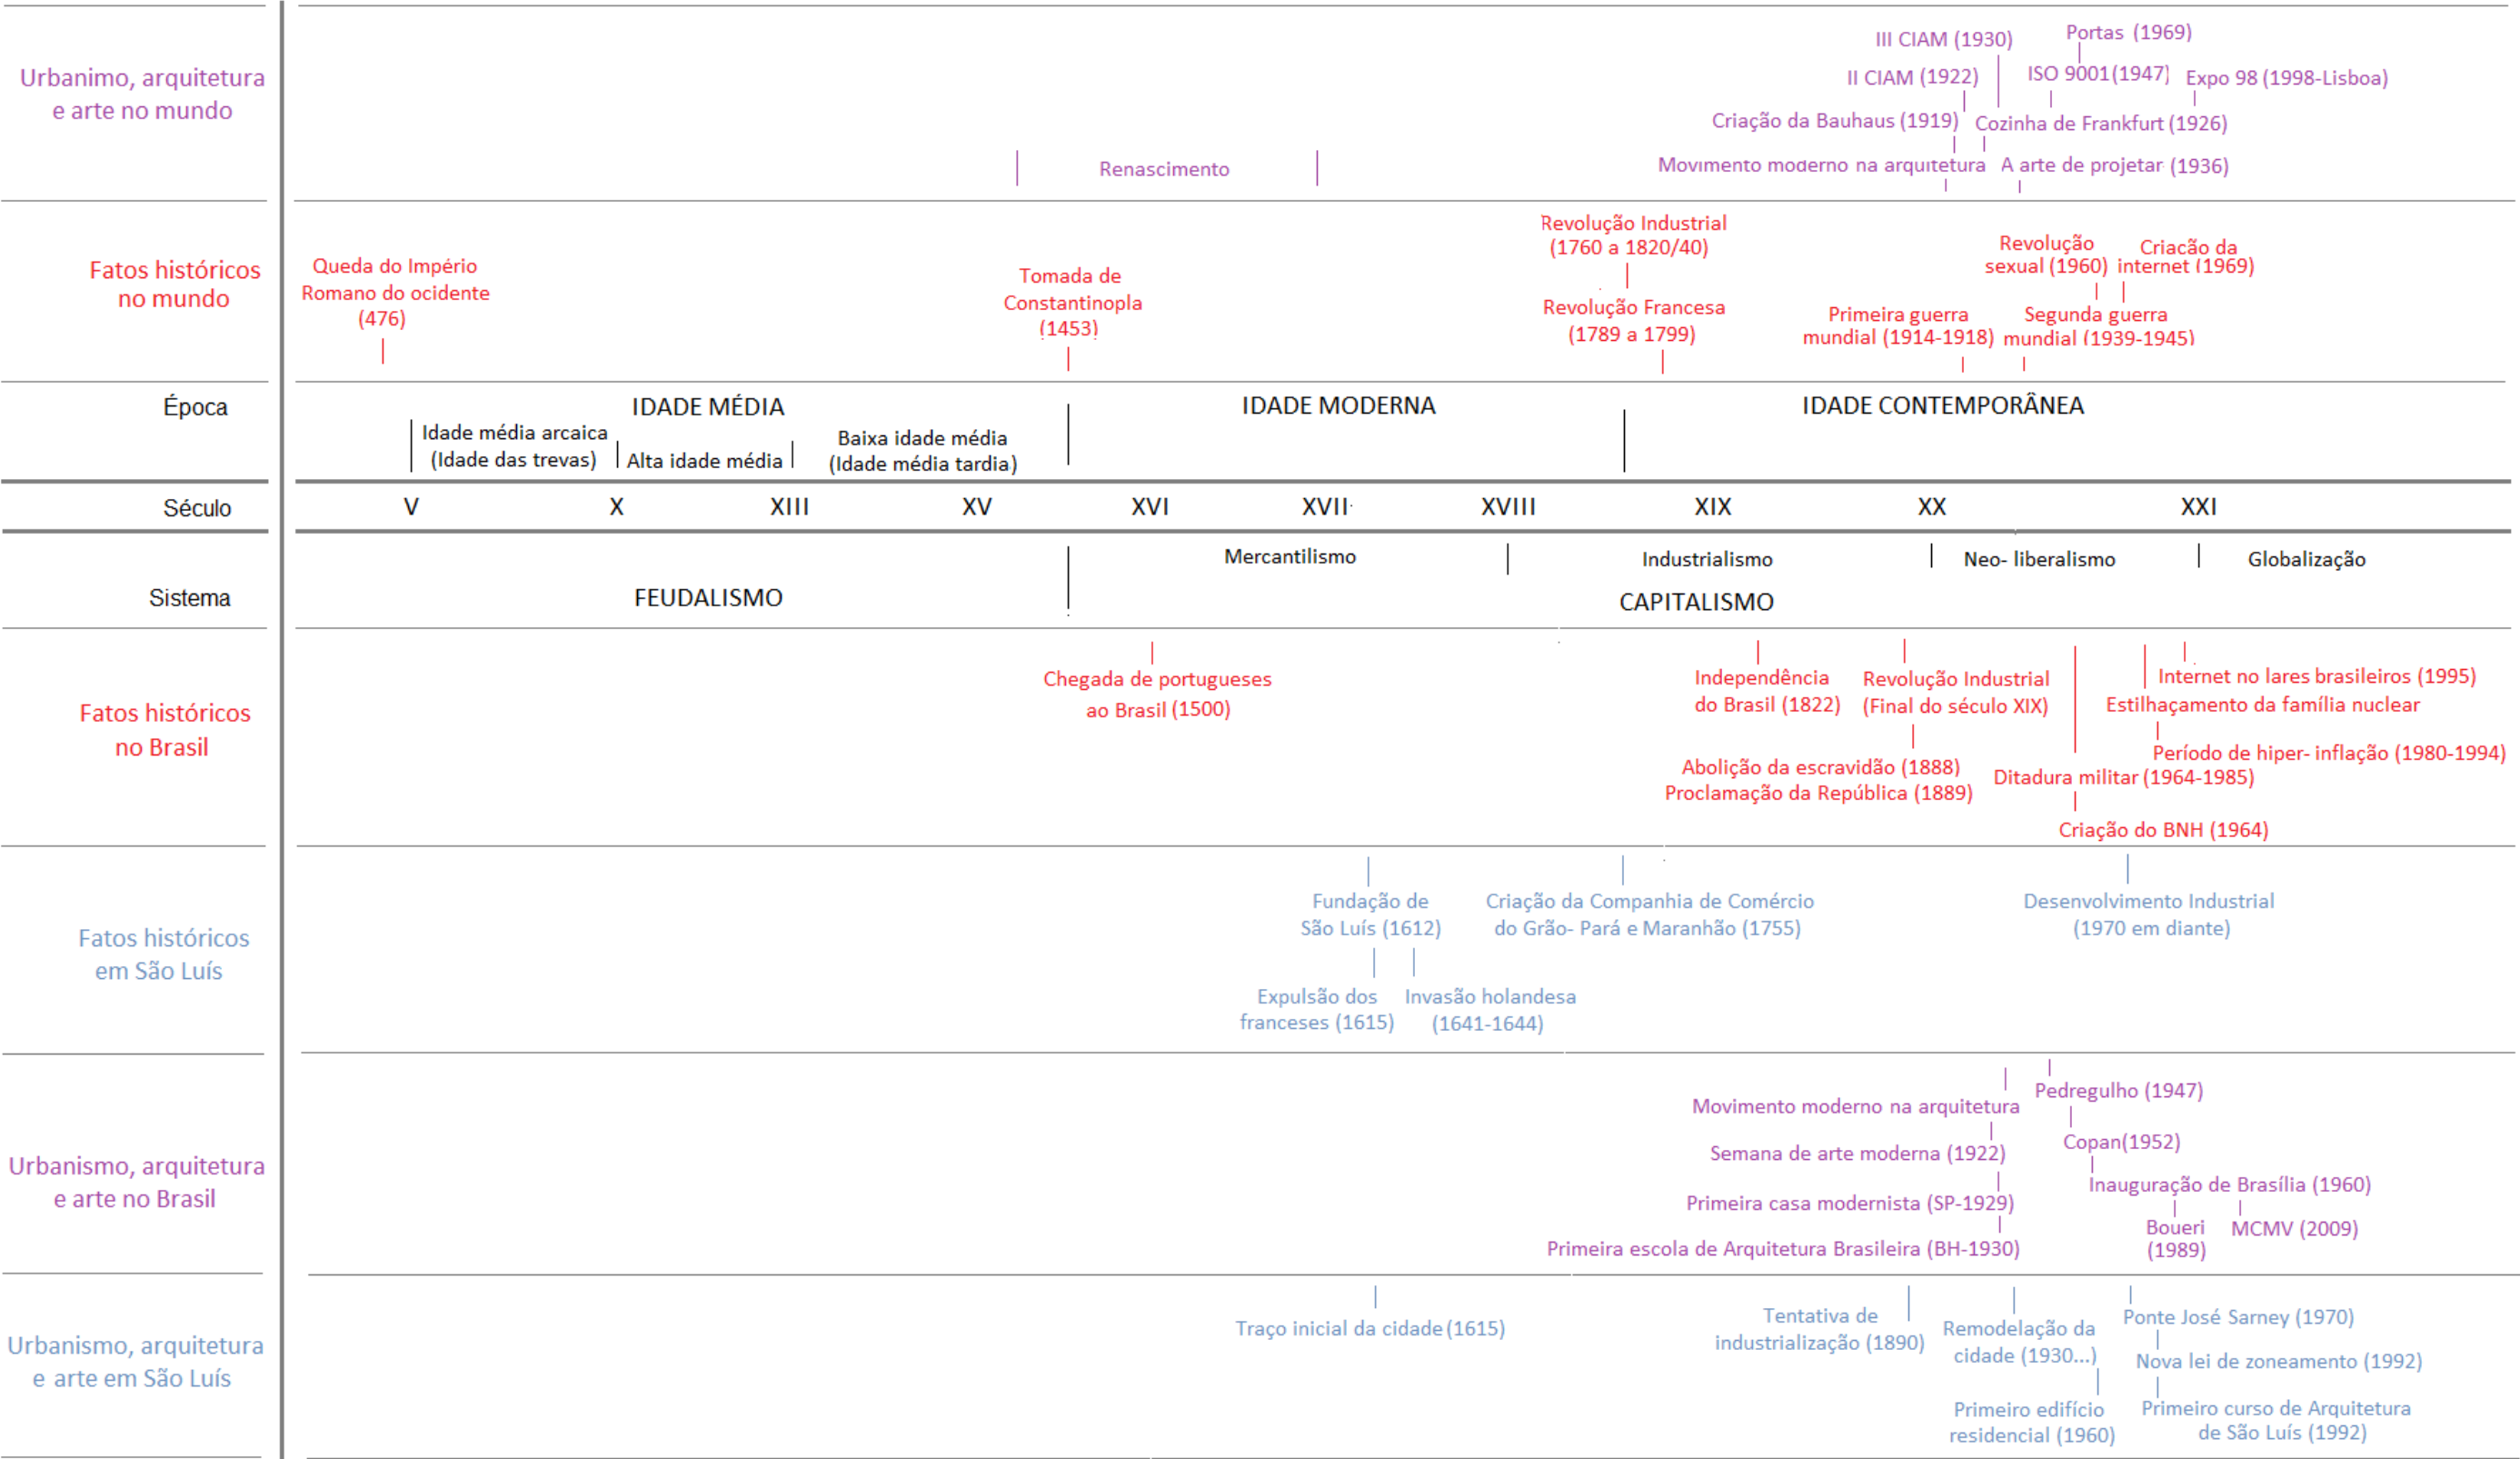 Urbanimo, arquitetura
e arte no mundo
III CIAM (1930)
Portas (1969)
II CIAM (1922)
ISO 9001(1947)
Expo 98 (1998-Lisboa)
Criação da Bauhaus (1919)
Cozinha de Frankfurt (1926)
Renascimento
Movimento moderno na arquitetura
A arte de projetar (1936)
Fatos históricos
no mundo
Queda do Império
Romano do ocidente
(476)
Tomada de
Constantinopla
(1453)
Revolução Industrial
(1760 a 1820/40)
Revolução Francesa
(1789 a 1799)
Revolução
sexual (1960)
Criacão da
internet (1969)
Primeira guerra
mundial (1914-1918)
Segunda guerra
mundial (1939-1945)
Época
IDADE MÉDIA
IDADE MODERNA
IDADE CONTEMPORÂNEA
Idade média arcaica
(Idade das trevas)
Alta idade média
Baixa idade média
(Idade média tardia)
Século
V
X
XIII
XV
XVI
XVII
XVIII
XIX
XX
XXI
Sistema
Mercantilismo
Industrialismo
Neo- liberalismo
Globalização
FEUDALISMO
CAPITALISMO
Fatos históricos
no Brasil
Chegada de portugueses
ao Brasil (1500)
Independência
do Brasil (1822)
Revolução Industrial
(Final do século XIX)
Internet no lares brasileiros (1995)
Estilhaçamento da família nuclear
Período de hiper- inflação (1980-1994)
Abolição da escravidão (1888)
Proclamação da República (1889)
Ditadura militar (1964-1985)
Criação do BNH (1964)
Fatos históricos
em São Luís
Fundação de
São Luís (1612)
Criação da Companhia de Comércio
do Grão- Pará e Maranhão (1755)
Desenvolvimento Industrial
(1970 em diante)
Expulsão dos
franceses (1615)
Invasão holandesa
(1641-1644)
Urbanismo, arquitetura
e arte no Brasil
Pedregulho (1947)
Movimento moderno na arquitetura
Copan(1952)
Semana de arte moderna (1922)
Inauguração de Brasília (1960)
Primeira casa modernista (SP-1929)
Boueri
(1989)
MCMV (2009)
Primeira escola de Arquitetura Brasileira (BH-1930)
Urbanismo, arquitetura
e arte em São Luís
Traço inicial da cidade (1615)
Tentativa de
industrialização (1890)
Remodelação da
cidade (1930...)
Ponte José Sarney (1970)
Nova lei de zoneamento (1992)
Primeiro edifício
residencial (1960)
Primeiro curso de Arquitetura
de São Luís (1992)